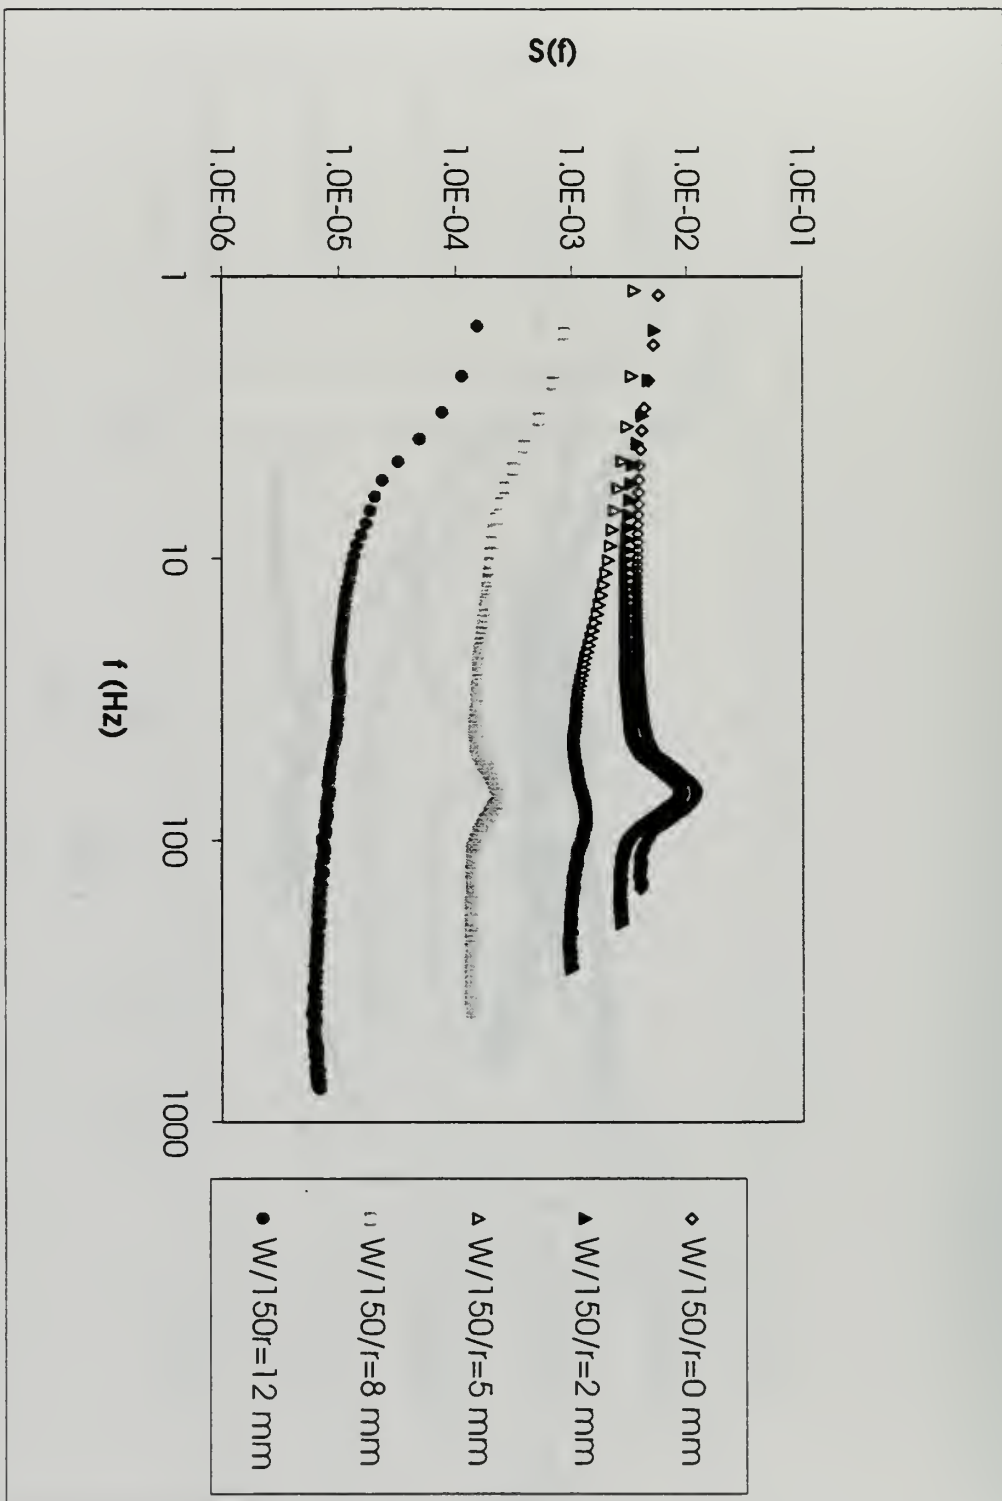 S(f)
1.0E-01
1.0E-02
1.0E-03
1.0E-04
1.0E-05
1.0E-06
1
10
100
1000
f (Hz)
W/150/r=0 mm
W/150/r=2 mm
W/150/r=5 mm
W/150/r=8 mm
W/150r=12 mm